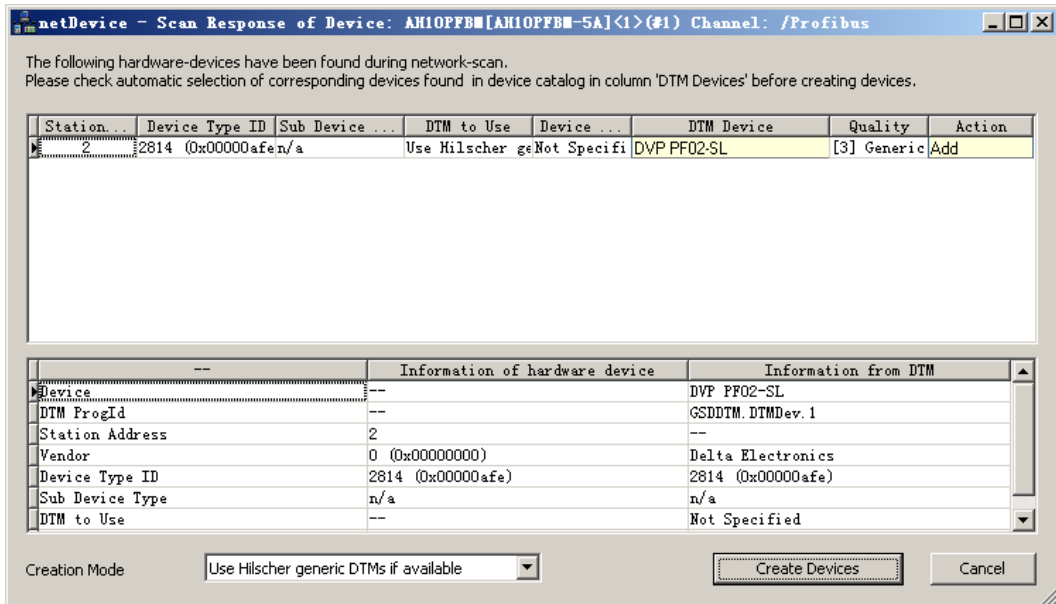 netDevice - Scan Response of Device: AH10PFBM[AH10PFBM-5A]<1>(#1) Channel: /Profibus
The following hardware-devices have been found during network-scan.
Please check automatic selection of corresponding devices found in device catalog in column 'DTM Devices' before creating devices.
Station... Device Type ID Sub Device ... DTM to Use Device ... DTM Device Quality Action
2 2814 (0x00000afe n/a Use Hilscher ge Not Specifi DVP PF02-SL [3] Generic Add
-- Information of hardware device Information from DTM
Device -- DVP PF02-SL
DTM ProgId -- GSDDTM.DTMDev.1
Station Address 2 --
Vendor 0 (0x00000000) Delta Electronics
Device Type ID 2814 (0x00000afe) 2814 (0x00000afe)
Sub Device Type n/a n/a
DTM to Use -- Not Specified
Creation Mode Use Hilscher generic DTMs if available Create Devices Cancel